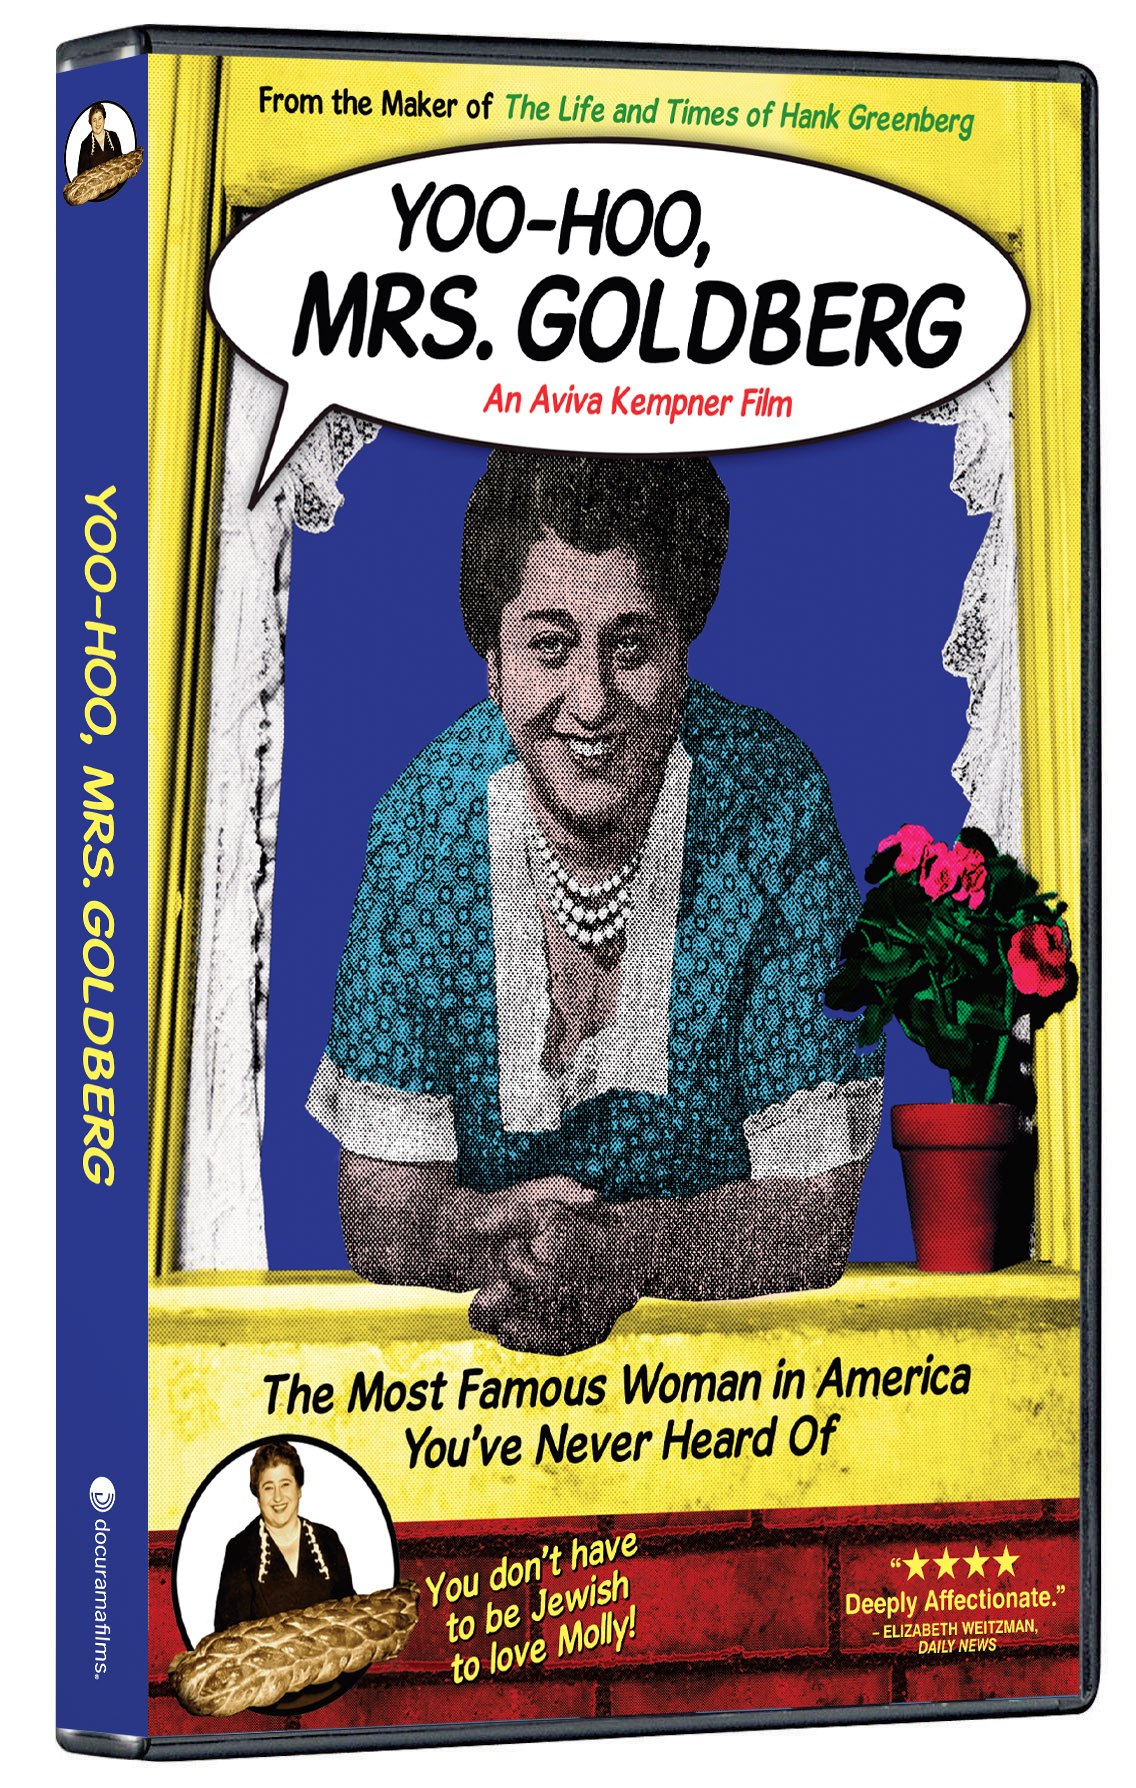 From the Maker of The Life and Times of Hank Greenberg
YOO-HOO,
MRS. GOLDBERG
An Aviva Kempner Film
The Most Famous Woman in America
You've Never Heard Of
You don't have
to be Jewish
to love Molly!
“★★★★
Deeply Affectionate.”
– ELIZABETH WEITZMAN,
DAILY NEWS
YOO-HOO, MRS. GOLDBERG
docuramafilms.